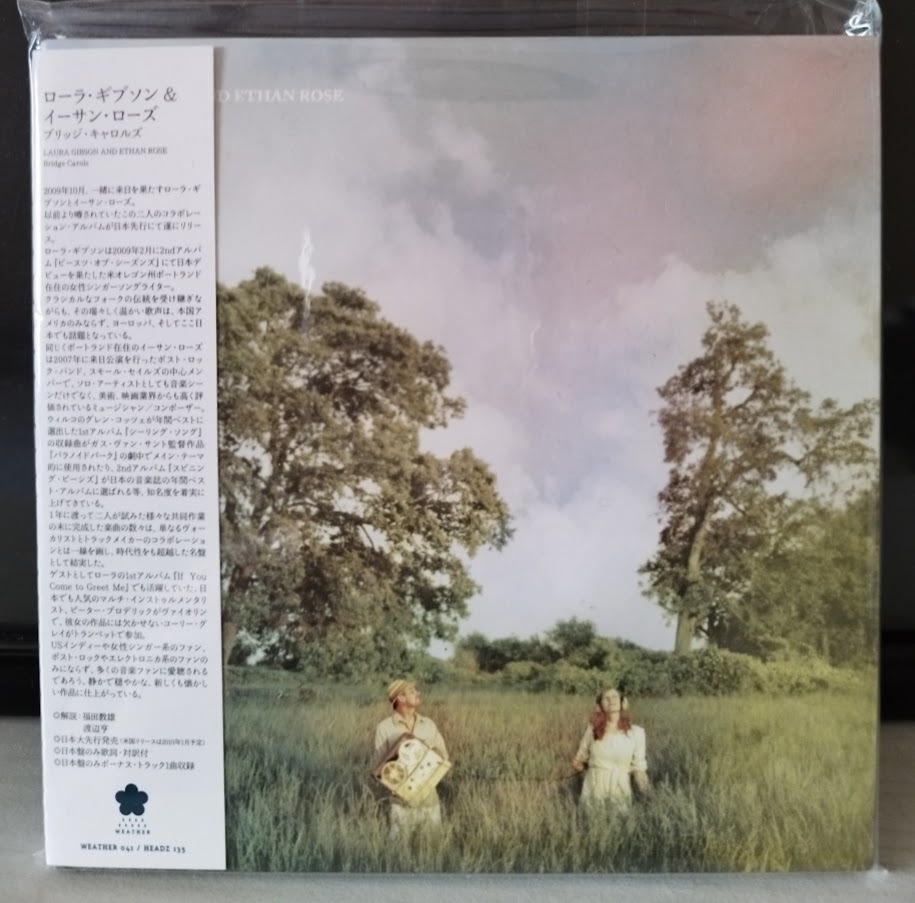 ローラ・ギブソン &
イーサン・ローズ
ブリッジ・キャロルズ
LAURA GIBSON AND ETHAN ROSE
Bridge Carols
D ETHAN ROSE
2009年10月、一緒に来日を果たすローラ・ギ
ブソンとイーサン・ローズ。
以前より噂されていたこの二人のコラボレー
ション・アルバムが日本先行にて遂にリリー
ス。
ローラ・ギブソンは2009年2月に2ndアルバ
ム『ビースツ・オブ・シーズンズ』にて日本デ
ビューを果たした米オレゴン州ポートランド
在住の女性シンガーソングライター。
クラシカルなフォークの伝統を受け継ぎな
がらも、その瑞々しく温かい歌声は、本国ア
メリカのみならず、ヨーロッパ、そしてここ日
本でも話題となっている。
同じくポートランド在住のイーサン・ローズ
は2007年に来日公演を行ったポスト・ロッ
ク・バンド、スモール・セイルズの中心メン
バーで、ソロ・アーティストとしても音楽シー
ンだけでなく、美術、映画業界からも高く評
価されているミュージシャン/コンポーザー。
ウィルコのグレン・コッツェが年間ベストに
選出した1stアルバム『シーリング・ソング』
の収録曲がガス・ヴァン・サント監督作品
『パラノイドパーク』の劇中でメイン・テーマ
的に使用されたり、2ndアルバム『スピニン
グ・ピーシズ』が日本の音楽誌の年間ベス
ト・アルバムに選ばれる等、知名度を着実に
上げてきている。
1年に渡って二人が試みた様々な共同作業
の末に完成した楽曲の数々は、単なるヴォー
カリストとトラックメイカーのコラボレーショ
ンとは一線を画し、時代性をも超越した名盤
として結実した。
ゲストとしてローラの1stアルバム『If You
Come to Greet Me』でも活躍していた、日
本でも人気のマルチ・インストゥルメンタリ
スト、ピーター・ブロデリックがヴァイオリン
で、彼女の作品には欠かせないコーリー・グ
レイがトランペットで参加。
USインディーや女性シンガー系のファン、
ポスト・ロックやエレクトロニカ系のファンの
みにならず、多くの音楽ファンに愛聴される
であろう、静かで穏やかな、新しくも懐かし
い作品に仕上がっている。
◎解説：福田教雄
渡辺亨
◎日本大先行発売(米国リリースは2010年1月予定)
◎日本盤のみ歌詞・対訳付
◎日本盤のみボーナス・トラック1曲収録
WEATHER
WEATHER 041 / HEADZ 135